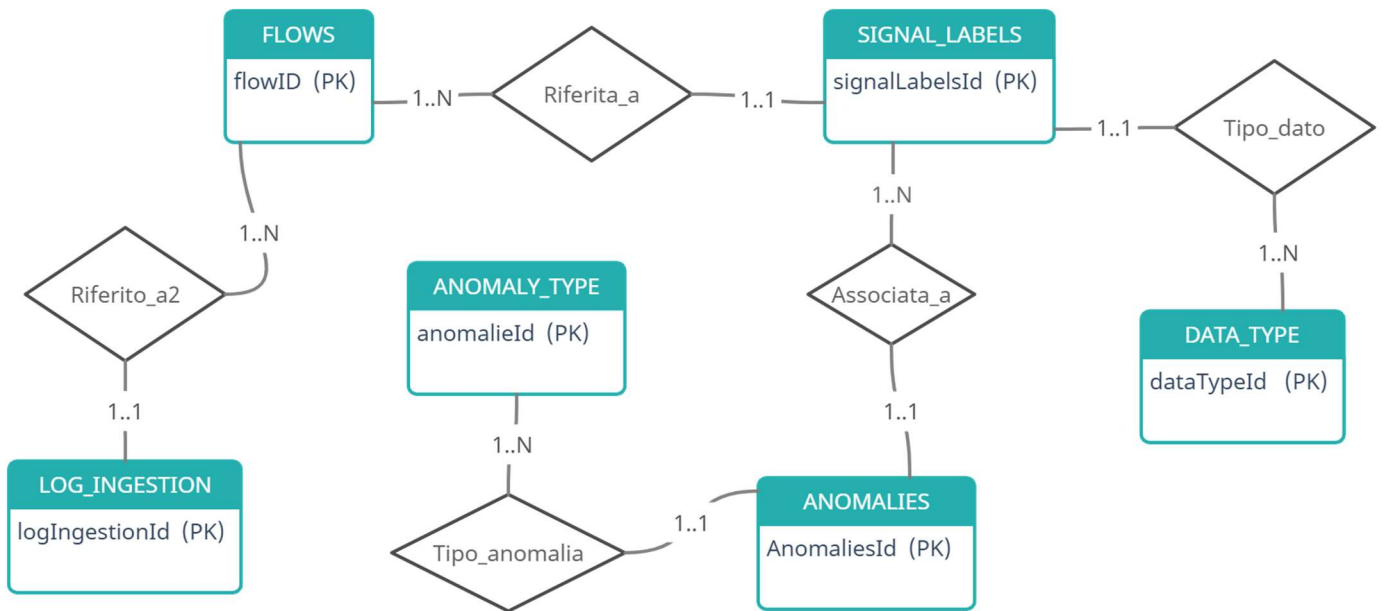 FLOWS
flowID (PK)
1..N
Riferita_a
1..1
SIGNAL_LABELS
signalLabelsId (PK)
1..1
Tipo_dato
1..N
1..N
1..N
Riferito_a2
ANOMALY_TYPE
anomalieId (PK)
Associata_a
DATA_TYPE
dataTypeId (PK)
1..1
1..1
1..N
LOG_INGESTION
logIngestionId (PK)
Tipo_anomalia
1..1
ANOMALIES
AnomaliesId (PK)